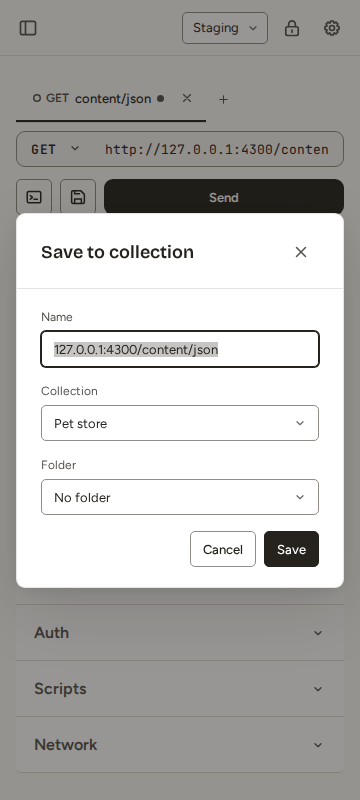 Staging
GET content/json
GET http://127.0.0.1:4300/conten
Send
Save to collection
Name
127.0.0.1:4300/content/json
Collection
Pet store
Folder
No folder
Cancel Save
Auth
Scripts
Network